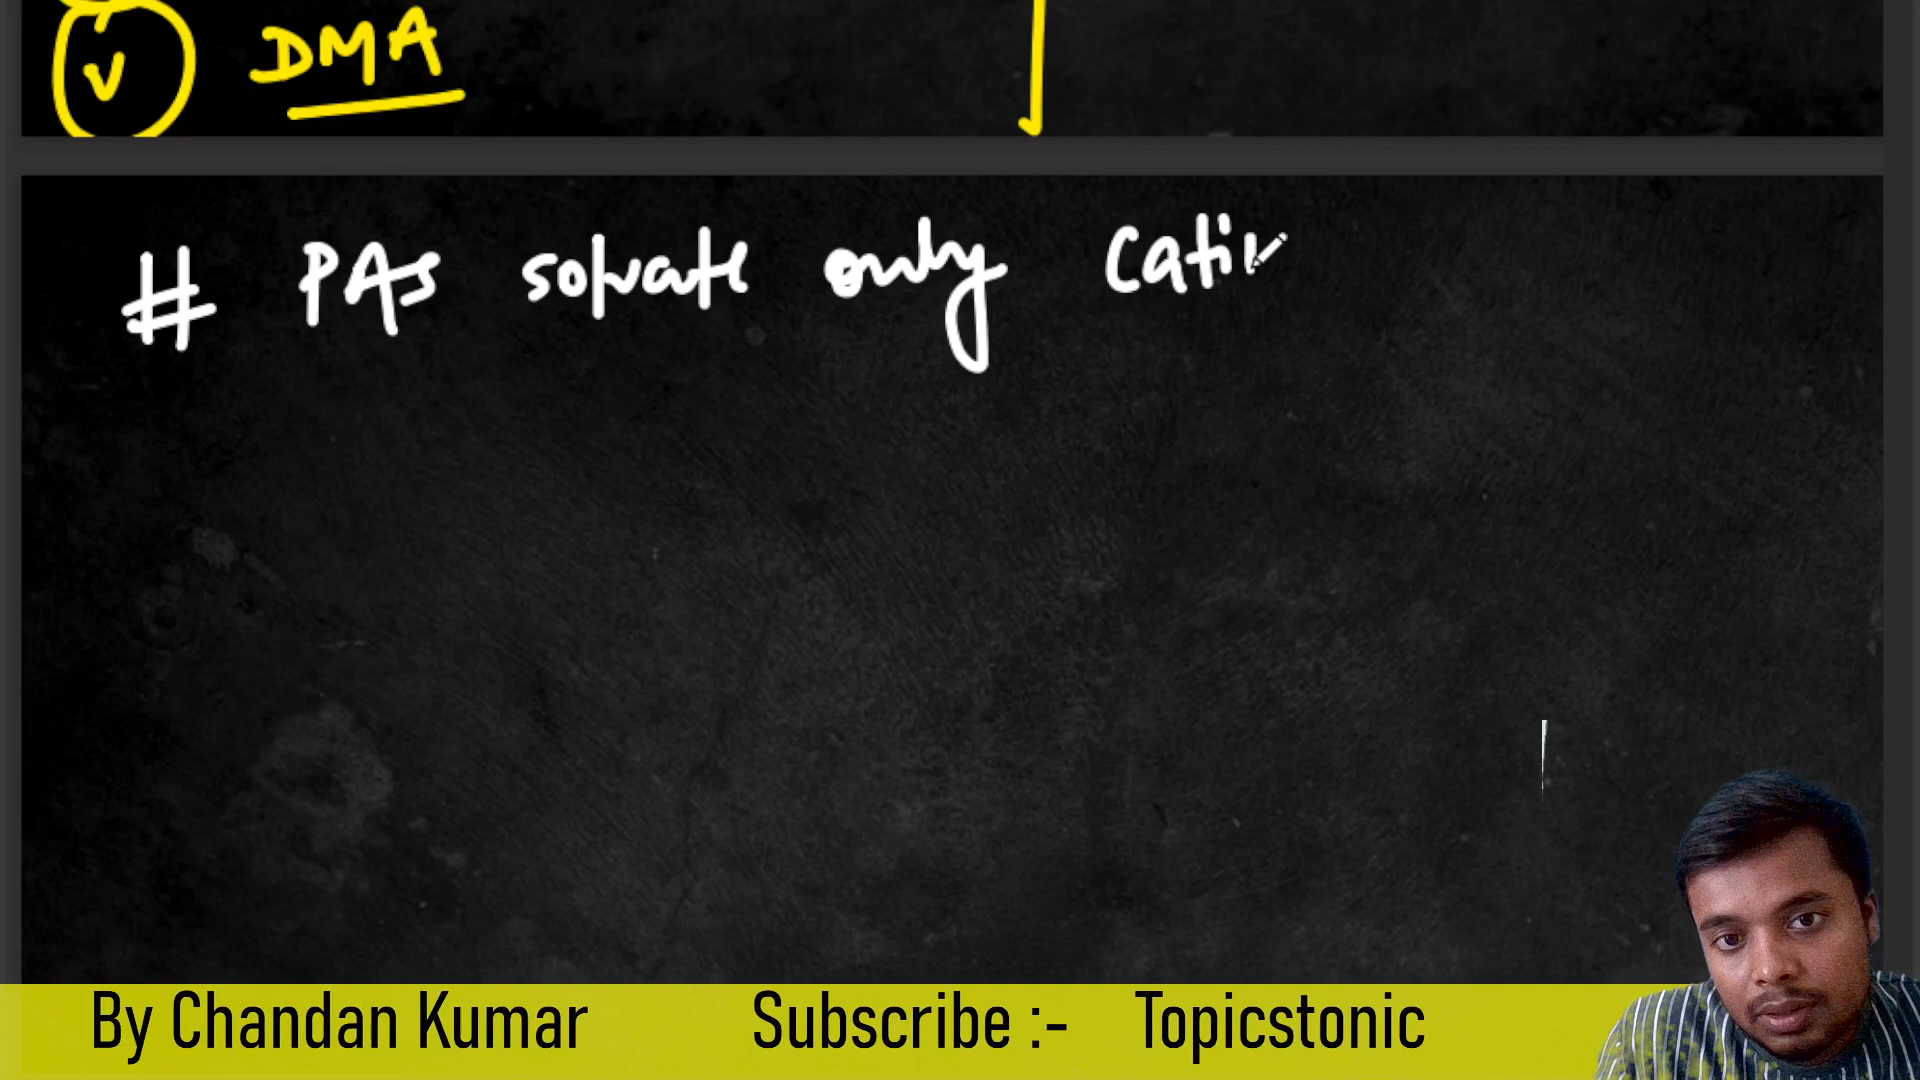 v DMA
# PAs solvate only Cati
By Chandan Kumar Subscribe :- Topicstonic